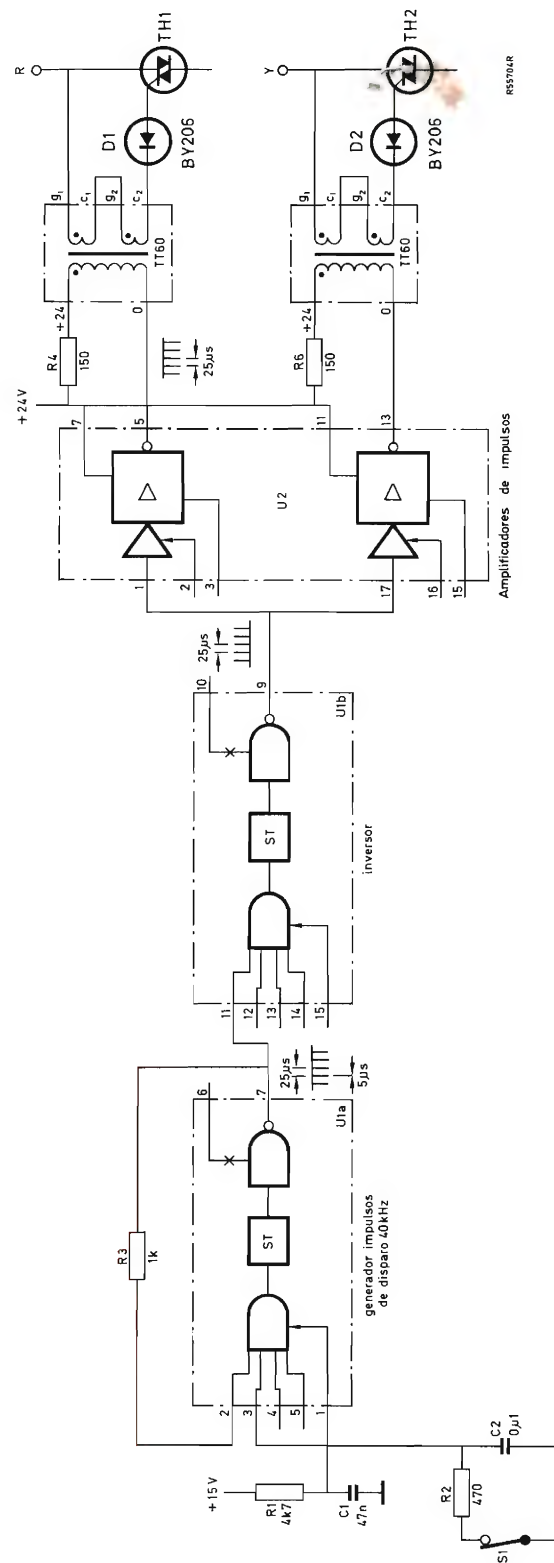 +15V
R1
4k7
C1
47n
S1
R2
470
C2
0µ1
R3
1k
2
3
4
5
1
ST
6
7
U1a
generador impulsos
de disparo 40kHz
25µs
5µs
11
12
13
14
15
ST
10
9
U1b
inversor
25µs
1
2
3
17
16
15
U2
7
5
11
13
Amplificadores de impulsos
+24V
R4
150
+24
0
25µs
TT60
g1
c1
g2
c2
D1
BY206
R
TH1
R6
150
+24
0
TT60
g1
c1
g2
c2
D2
BY206
Y
TH2
RS5704R